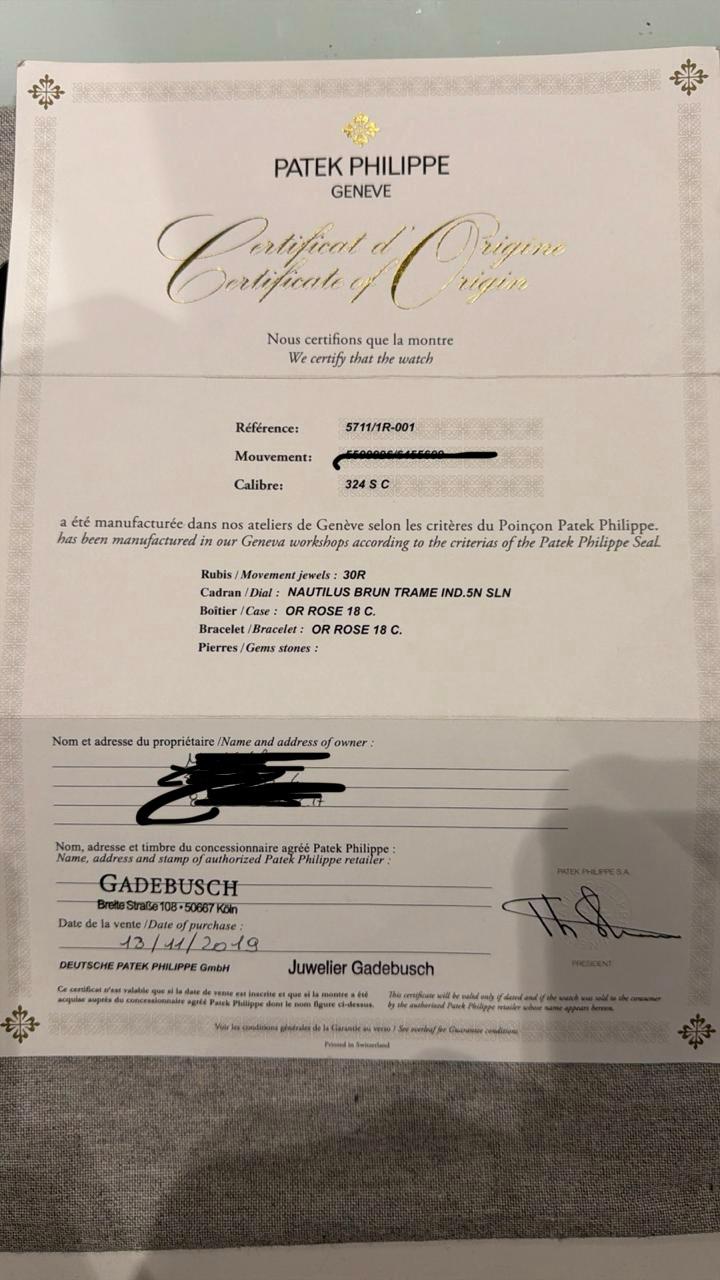 PATEK PHILIPPE
GENEVE
Certificat d'Origine
Certificate of Origin
Nous certifions que la montre
We certify that the watch
Référence: 5711/1R-001
Mouvement:
Calibre: 324 S C
a été manufacturée dans nos ateliers de Genève selon les critères du Poinçon Patek Philippe.
has been manufactured in our Geneva workshops according to the criterias of the Patek Philippe Seal.
Rubis / Movement jewels : 30R
Cadran / Dial : NAUTILUS BRUN TRAME IND.5N SLN
Boîtier / Case : OR ROSE 18 C.
Bracelet / Bracelet : OR ROSE 18 C.
Pierres / Gems stones :
Nom et adresse du propriétaire / Name and address of owner :
Nom, adresse et timbre du concessionnaire agréé Patek Philippe :
Name, address and stamp of authorized Patek Philippe retailer :
PATEK PHILIPPE S.A.
GADEBUSCH
Breite Straße 108 • 50667 Köln
Date de la vente / Date of purchase :
13/11/2019
DEUTSCHE PATEK PHILIPPE GmbH
Juwelier Gadebusch
PRESIDENT
Ce certificat n'est valable que si la date de vente est inscrite et que si la montre a été
acquise auprès du concessionnaire agréé Patek Philippe dont le nom figure ci-dessus.
This certificate will be valid only if dated and if the watch was sold to the consumer
by the authorized Patek Philippe retailer whose name appears hereon.
Voir les conditions générales de la Garantie au verso / See overleaf for Guarantee conditions
Printed in Switzerland